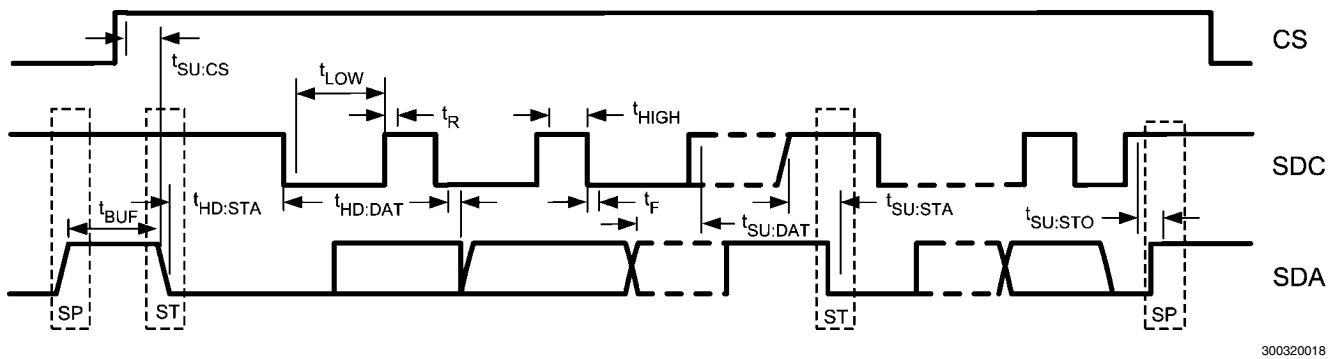 CS
tSU:CS
tLOW
tR
tHIGH
SDC
tBUF
tHD:STA
tHD:DAT
tF
tSU:DAT
tSU:STA
tSU:STO
SDA
SP
ST
ST
SP
300320018